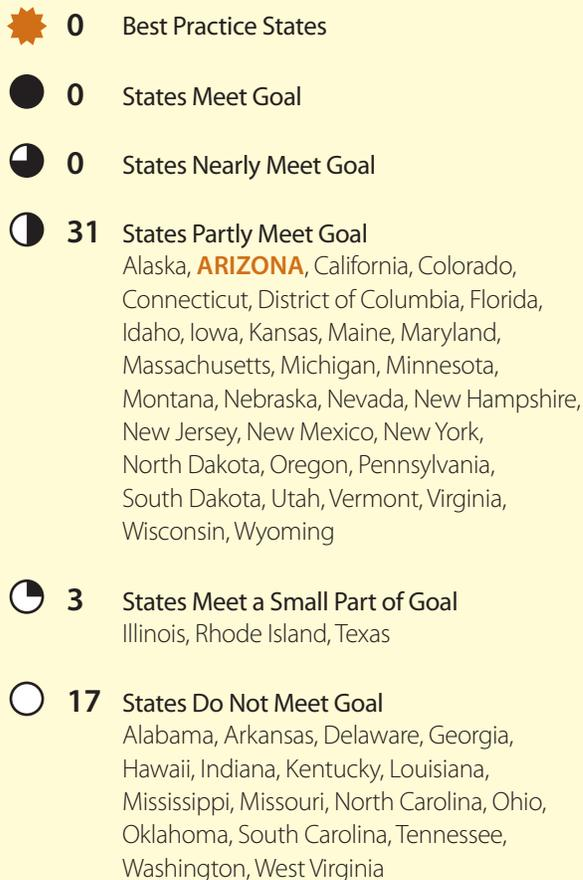 0 Best Practice States
0 States Meet Goal
0 States Nearly Meet Goal
31 States Partly Meet Goal
Alaska, ARIZONA, California, Colorado,
Connecticut, District of Columbia, Florida,
Idaho, Iowa, Kansas, Maine, Maryland,
Massachusetts, Michigan, Minnesota,
Montana, Nebraska, Nevada, New Hampshire,
New Jersey, New Mexico, New York,
North Dakota, Oregon, Pennsylvania,
South Dakota, Utah, Vermont, Virginia,
Wisconsin, Wyoming
3 States Meet a Small Part of Goal
Illinois, Rhode Island, Texas
17 States Do Not Meet Goal
Alabama, Arkansas, Delaware, Georgia,
Hawaii, Indiana, Kentucky, Louisiana,
Mississippi, Missouri, North Carolina, Ohio,
Oklahoma, South Carolina, Tennessee,
Washington, West Virginia